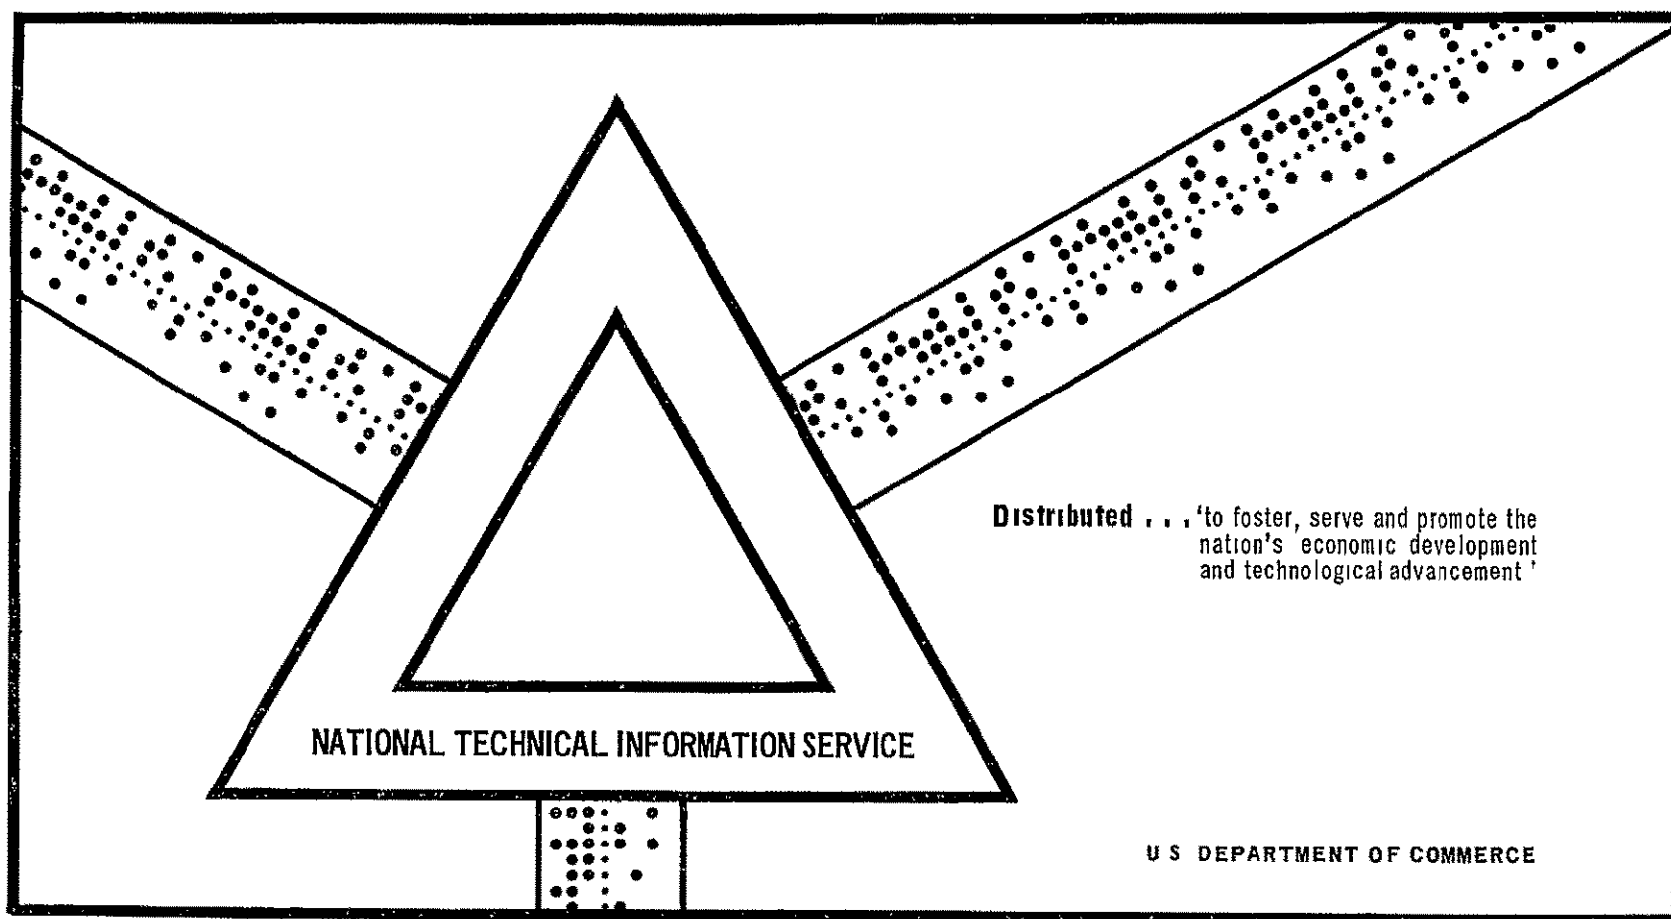 Distributed . . . 'to foster, serve and promote the
nation's economic development
and technological advancement '
NATIONAL TECHNICAL INFORMATION SERVICE
U S DEPARTMENT OF COMMERCE